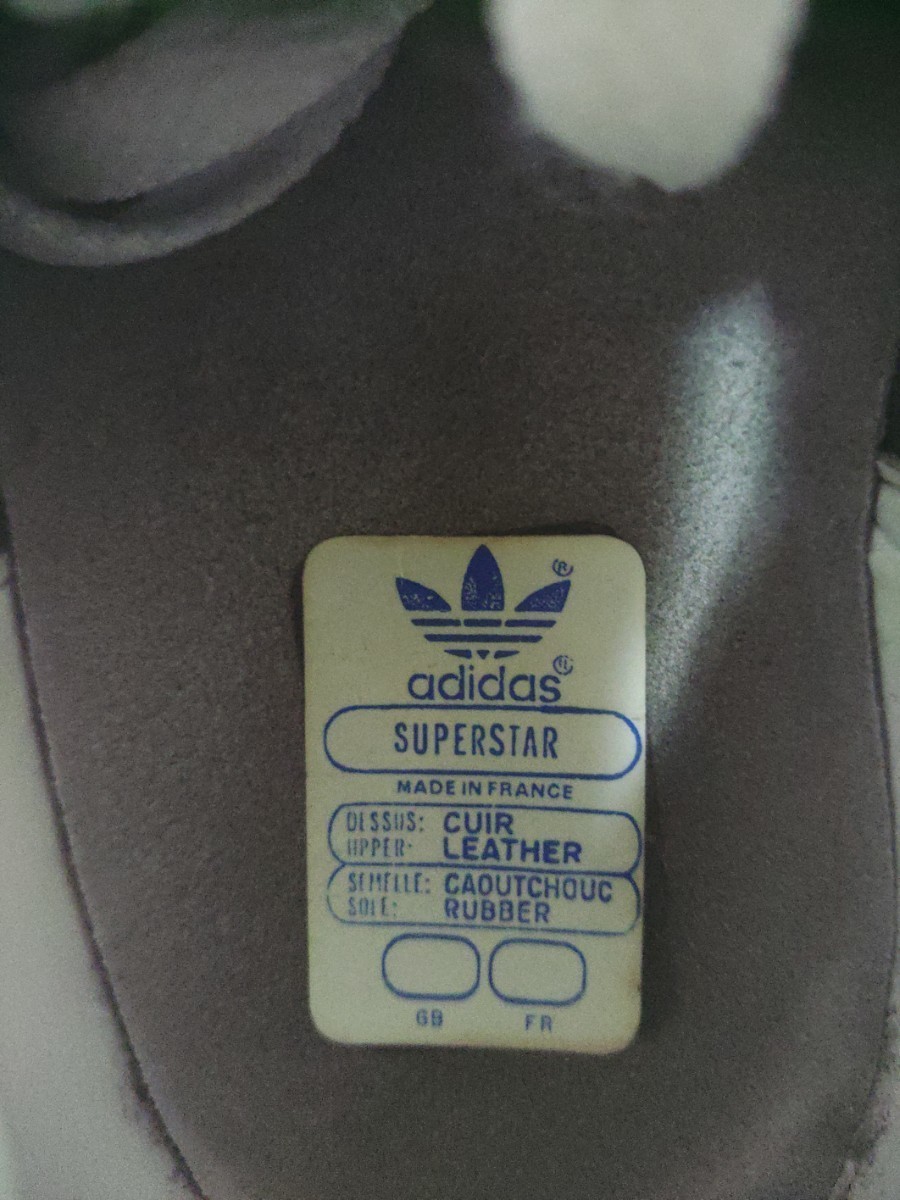 ®
adidas®
SUPERSTAR
MADE IN FRANCE
DESSUS: CUIR
UPPER: LEATHER
SEMELLE: CAOUTCHOUC
SOLE: RUBBER
GB FR